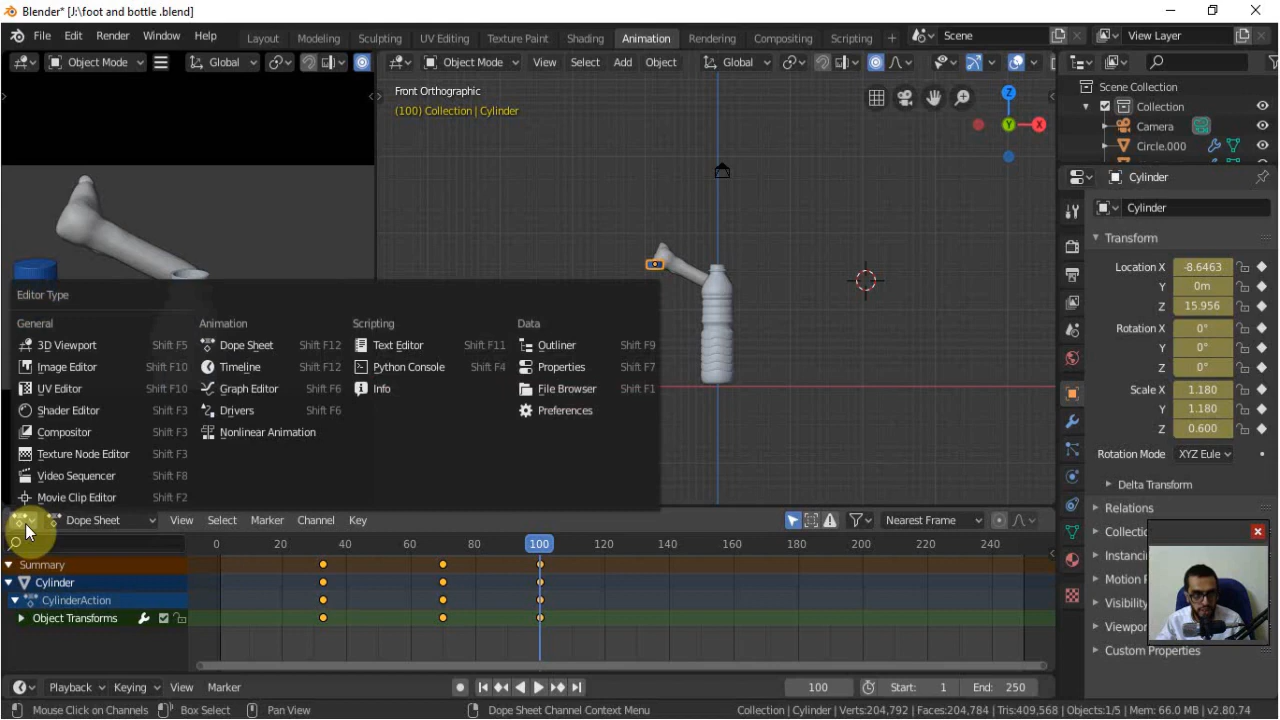 Blender* [J:\foot and bottle .blend]
File Edit Render Window Help Layout Modeling Sculpting UV Editing Texture Paint Shading Animation Rendering Compositing Scripting + Scene View Layer
Object Mode Global Object Mode View Select Add Object Global
Front Orthographic
(100) Collection | Cylinder
Z
Y
X
Scene Collection
Collection
Camera
Circle.000
Cylinder
Cylinder
Transform
Location X -8.6463
Y 0m
Z 15.956
Rotation X 0°
Y 0°
Z 0°
Scale X 1.180
Y 1.180
Z 0.600
Rotation Mode XYZ Eule
Delta Transform
Relations
Collectio
Instancin
Motion P
Visibility
Viewpor
Custom Properties
Editor Type
General Animation Scripting Data
3D Viewport Shift F5 Dope Sheet Shift F12 Text Editor Shift F11 Outliner Shift F9
Image Editor Shift F10 Timeline Shift F12 Python Console Shift F4 Properties Shift F7
UV Editor Shift F10 Graph Editor Shift F6 Info File Browser Shift F1
Shader Editor Shift F3 Drivers Shift F6 Preferences
Compositor Shift F3 Nonlinear Animation
Texture Node Editor Shift F3
Video Sequencer Shift F8
Movie Clip Editor Shift F2
Dope Sheet View Select Marker Channel Key Nearest Frame
0 20 40 60 80 100 120 140 160 180 200 220 240
Summary
Cylinder
CylinderAction
Object Transforms
Playback Keying View Marker 100 Start: 1 End: 250
Mouse Click on Channels Box Select Pan View Dope Sheet Channel Context Menu Collection | Cylinder | Verts:204,792 | Faces:204,784 | Tris:409,568 | Objects:1/5 | Mem: 66.0 MB | v2.80.74